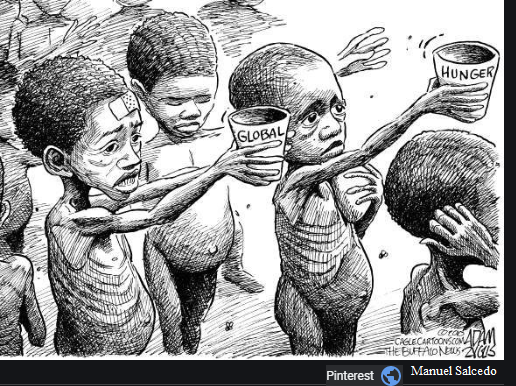 HUNGER
GLOBAL
CAGLECARTOONS.COM
THE BUFFALO NEWS
ADAM
ZYGLIS
Pinterest
Manuel Salcedo